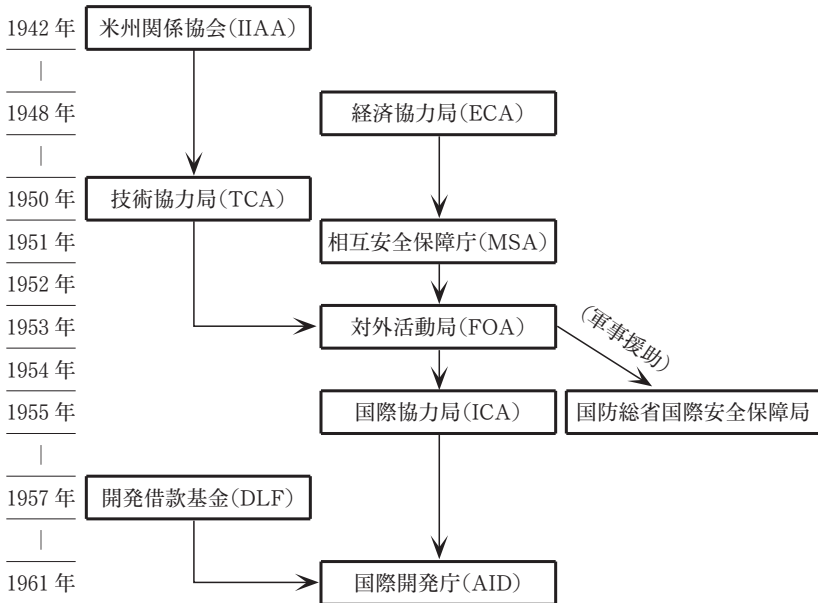 1942 年 米州関係協会(IIAA)
｜
1948 年 経済協力局(ECA)
｜
1950 年 技術協力局(TCA)
1951 年 相互安全保障庁(MSA)
1952 年
1953 年 対外活動局(FOA) (軍事援助)
1954 年
1955 年 国際協力局(ICA) 国防総省国際安全保障局
｜
1957 年 開発借款基金(DLF)
｜
1961 年 国際開発庁(AID)